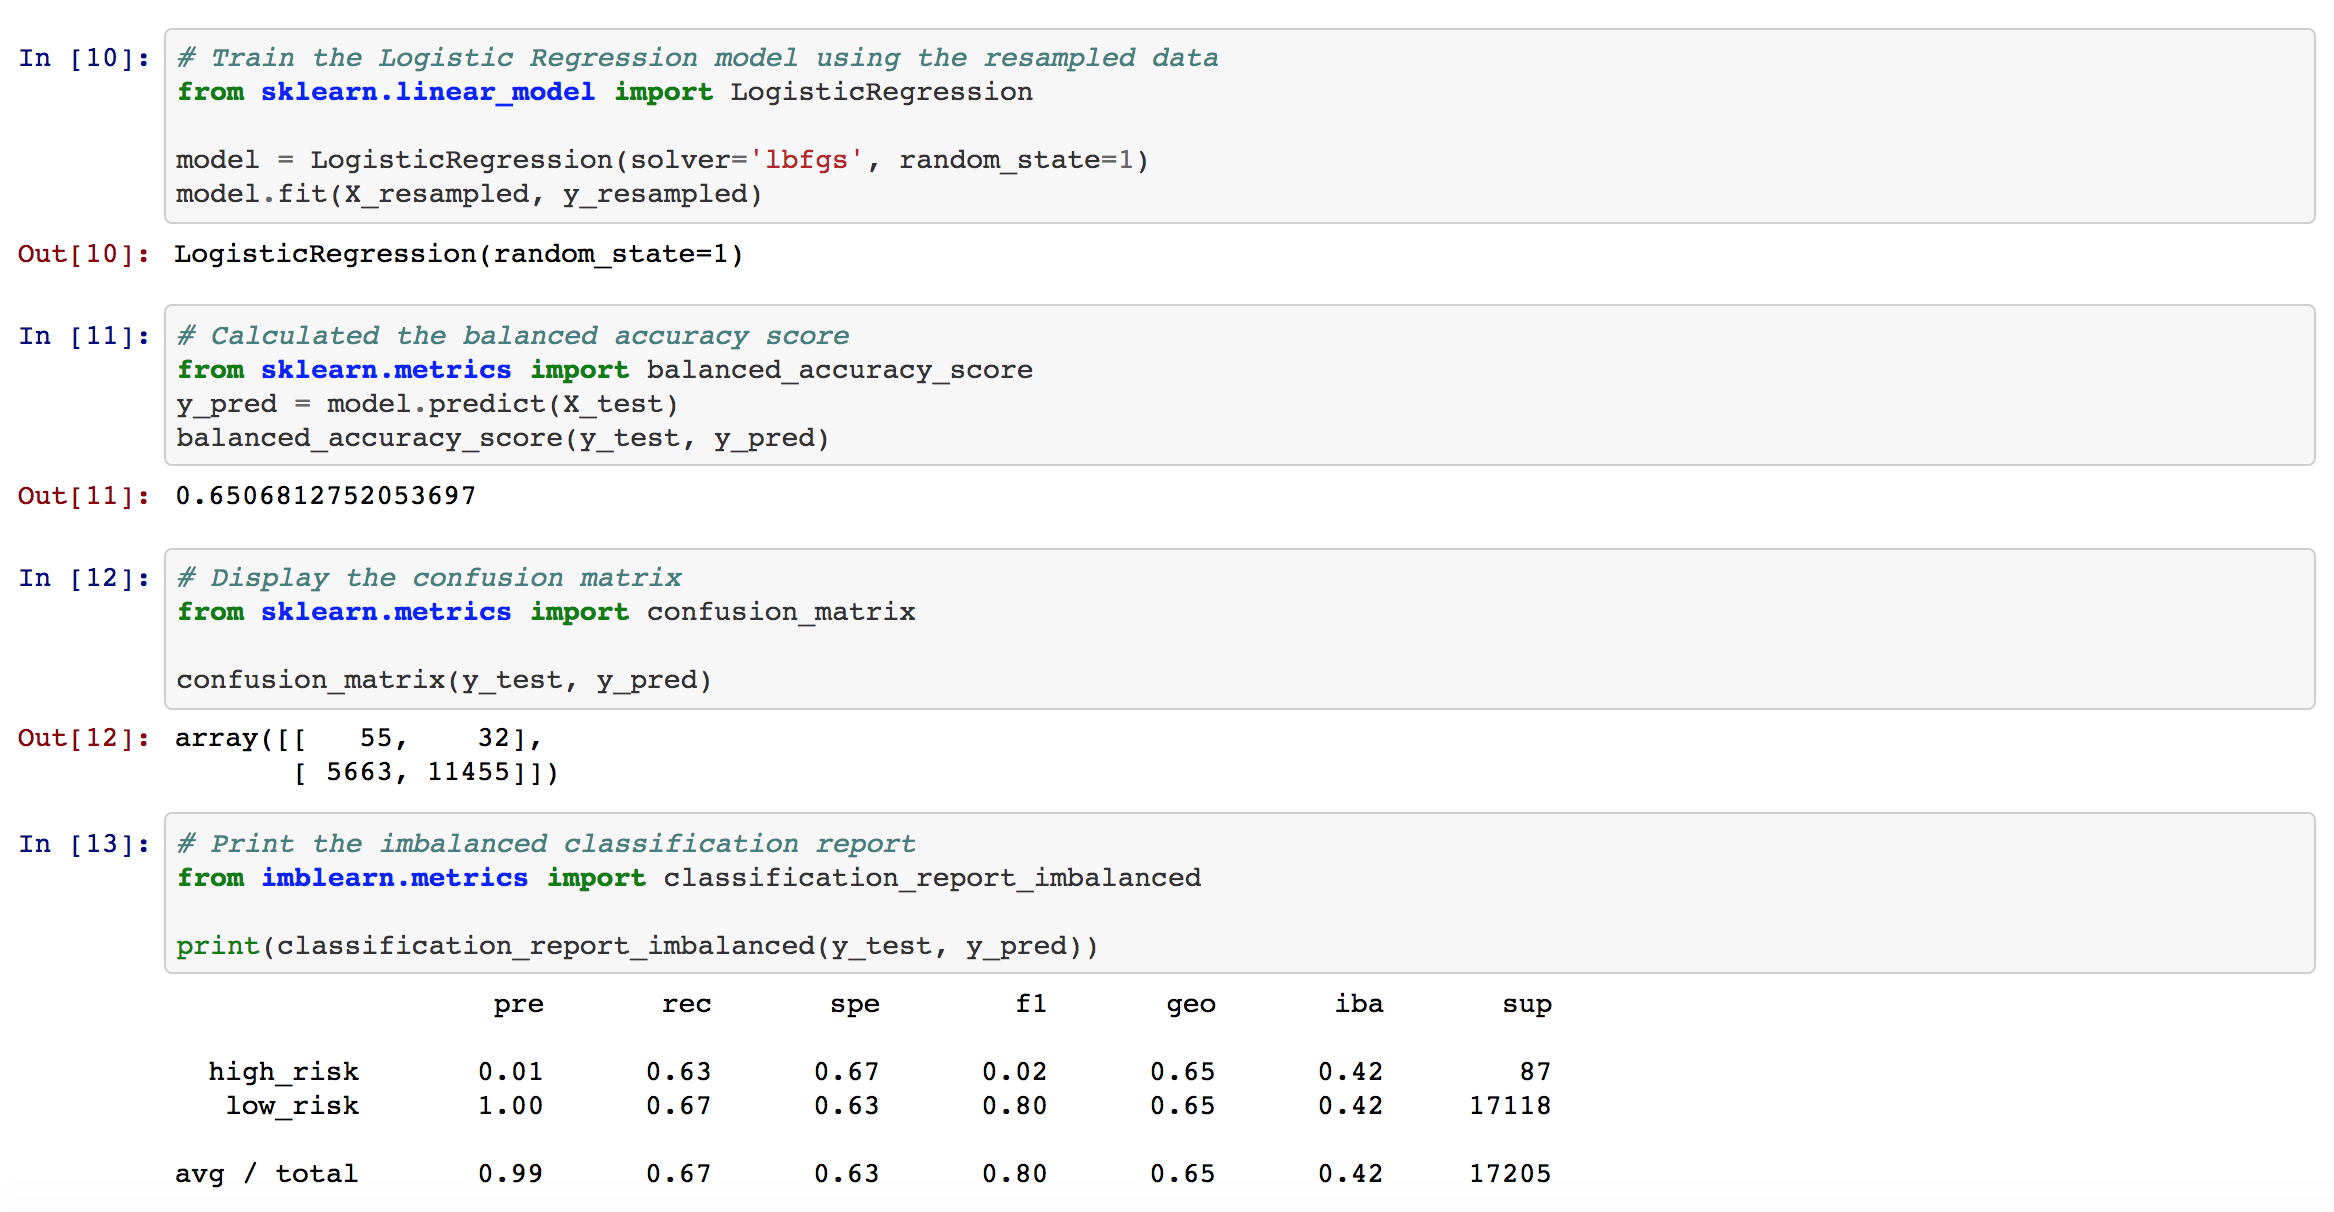 In [10]: # Train the Logistic Regression model using the resampled data
from sklearn.linear_model import LogisticRegression
model = LogisticRegression(solver='lbfgs', random_state=1)
model.fit(X_resampled, y_resampled)
Out[10]: LogisticRegression(random_state=1)
In [11]: # Calculated the balanced accuracy score
from sklearn.metrics import balanced_accuracy_score
y_pred = model.predict(X_test)
balanced_accuracy_score(y_test, y_pred)
Out[11]: 0.6506812752053697
In [12]: # Display the confusion matrix
from sklearn.metrics import confusion_matrix
confusion_matrix(y_test, y_pred)
Out[12]: array([[   55,    32],
       [ 5663, 11455]])
In [13]: # Print the imbalanced classification report
from imblearn.metrics import classification_report_imbalanced
print(classification_report_imbalanced(y_test, y_pred))
pre rec spe f1 geo iba sup
high_risk 0.01 0.63 0.67 0.02 0.65 0.42 87
low_risk 1.00 0.67 0.63 0.80 0.65 0.42 17118
avg / total 0.99 0.67 0.63 0.80 0.65 0.42 17205